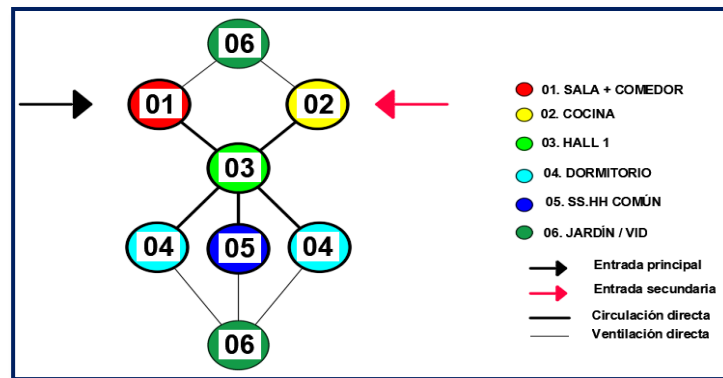 06
01
02
03
04
05
04
06
01. SALA + COMEDOR
02. COCINA
03. HALL 1
04. DORMITORIO
05. SS.HH COMÚN
06. JARDÍN / VID
Entrada principal
Entrada secundaria
Circulación directa
Ventilación directa